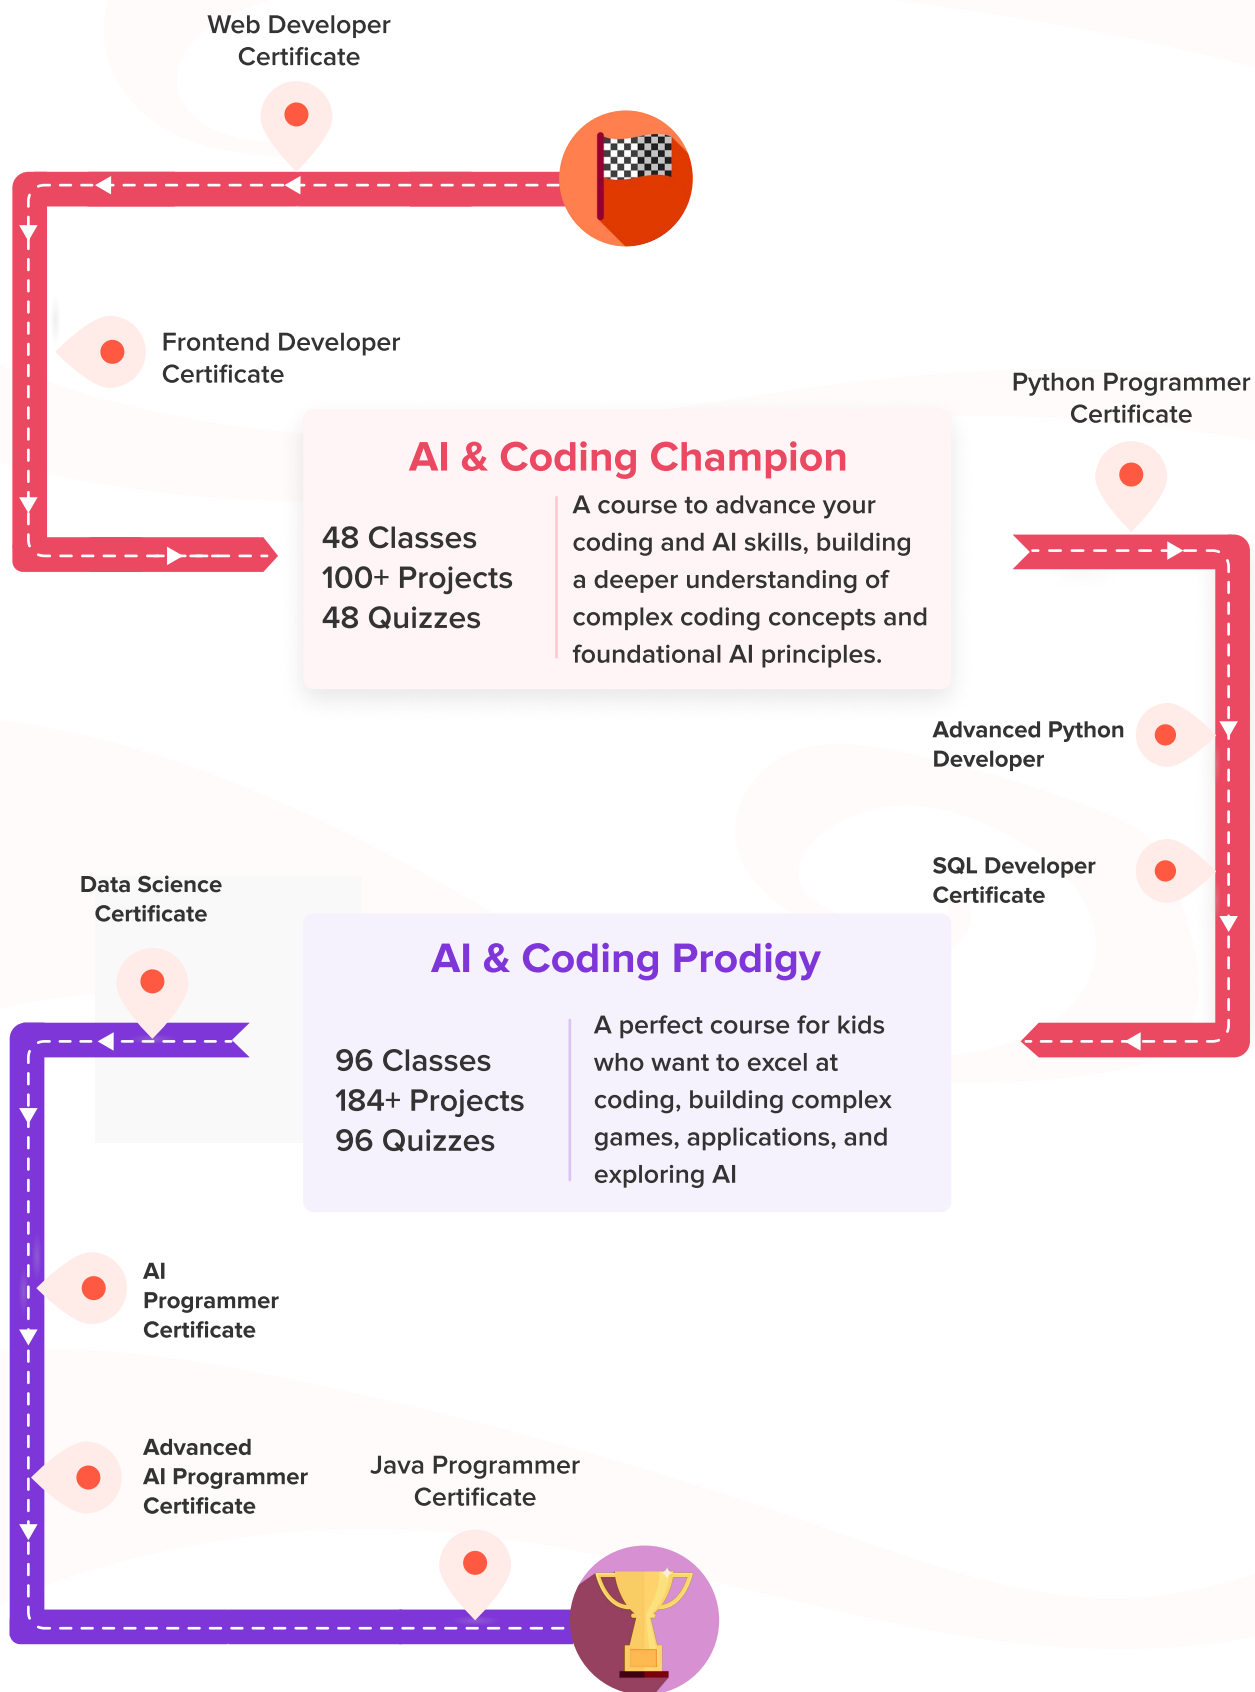 Web Developer
Certificate
Frontend Developer
Certificate
Python Programmer
Certificate
AI & Coding Champion
48 Classes
100+ Projects
48 Quizzes
A course to advance your
coding and AI skills, building
a deeper understanding of
complex coding concepts and
foundational AI principles.
Advanced Python
Developer
SQL Developer
Certificate
Data Science
Certificate
AI & Coding Prodigy
96 Classes
184+ Projects
96 Quizzes
A perfect course for kids
who want to excel at
coding, building complex
games, applications, and
exploring AI
AI
Programmer
Certificate
Advanced
AI Programmer
Certificate
Java Programmer
Certificate